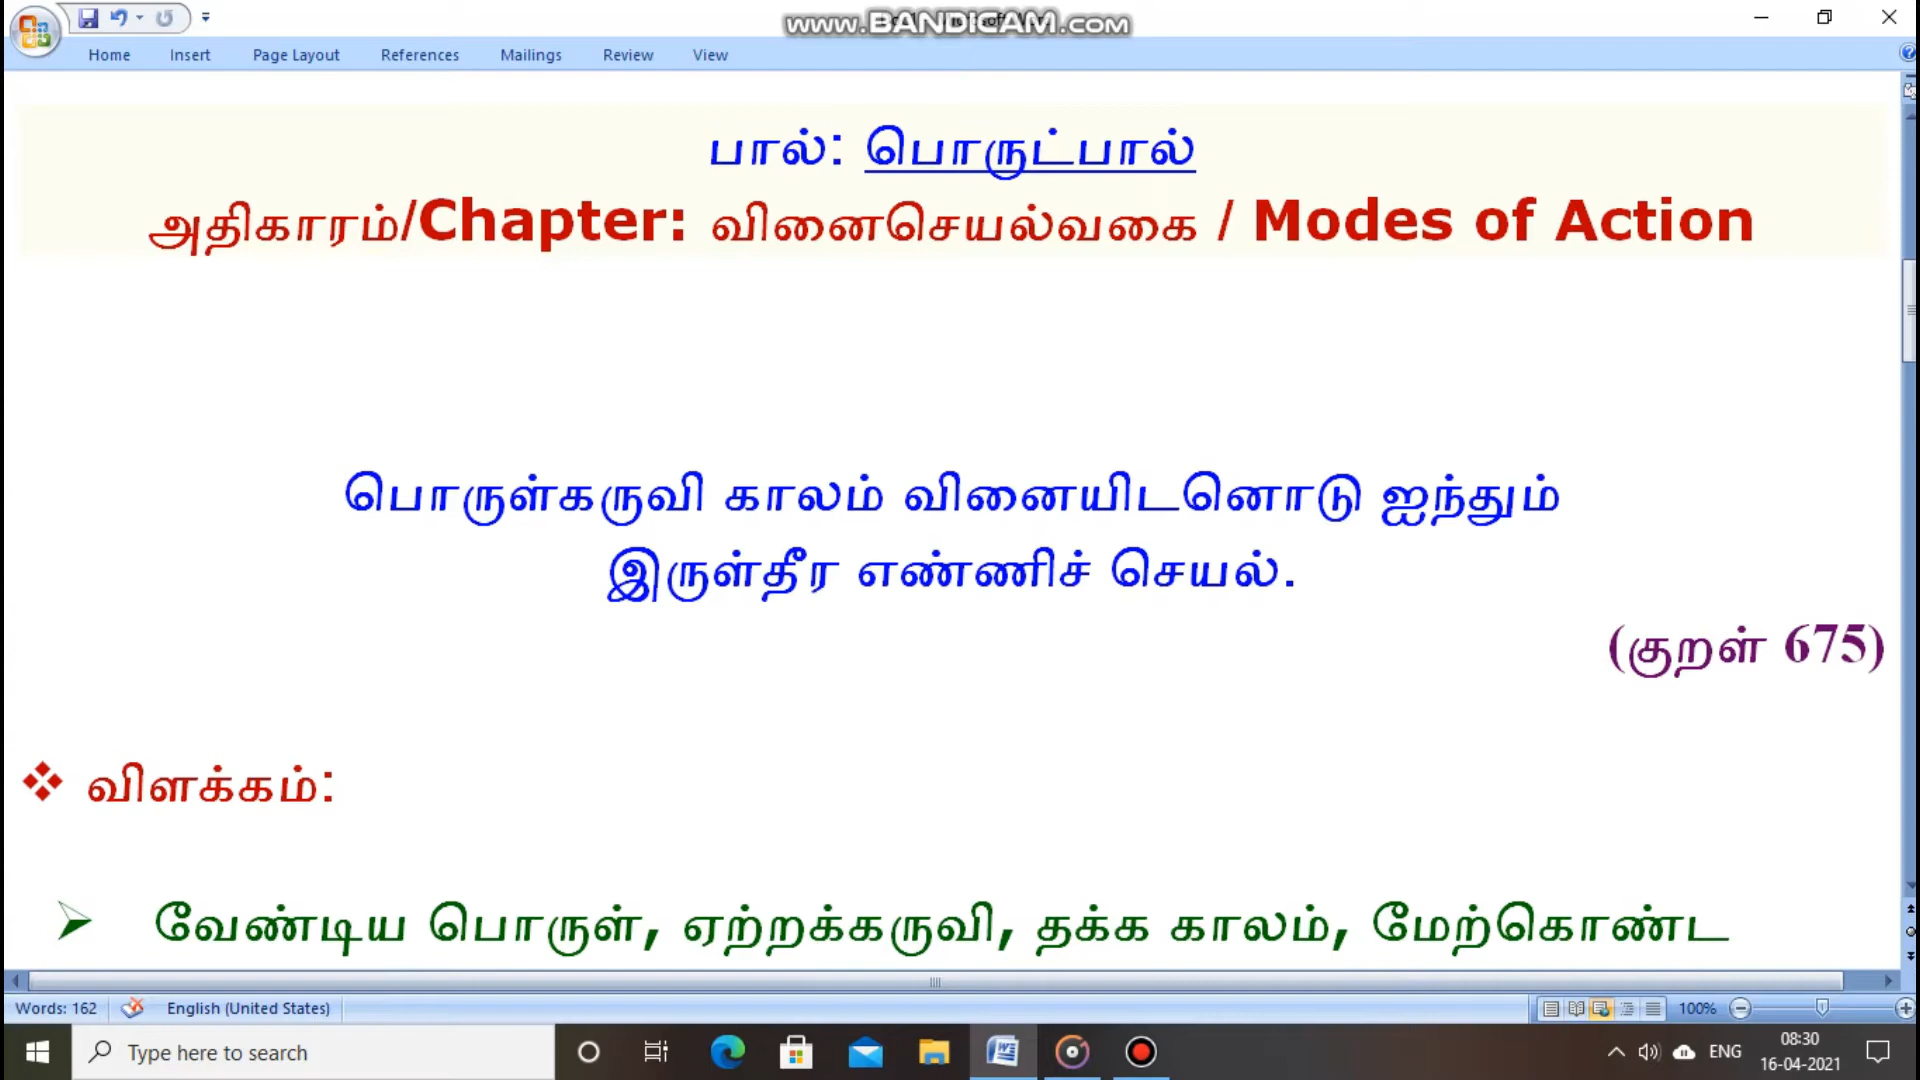 www.BANDICAM.com
Home Insert Page Layout References Mailings Review View
பால்: பொருட்பால்
அதிகாரம்/Chapter: வினைசெயல்வகை / Modes of Action
பொருள்கருவி காலம் வினையிடனொடு ஐந்தும்
இருள்தீர எண்ணிச் செயல்.
(குறள் 675)
விளக்கம்:
வேண்டிய பொருள், ஏற்றக்கருவி, தக்க காலம், மேற்கொண்ட
Words: 162 English (United States) 100%
Type here to search
ENG
08:30
16-04-2021